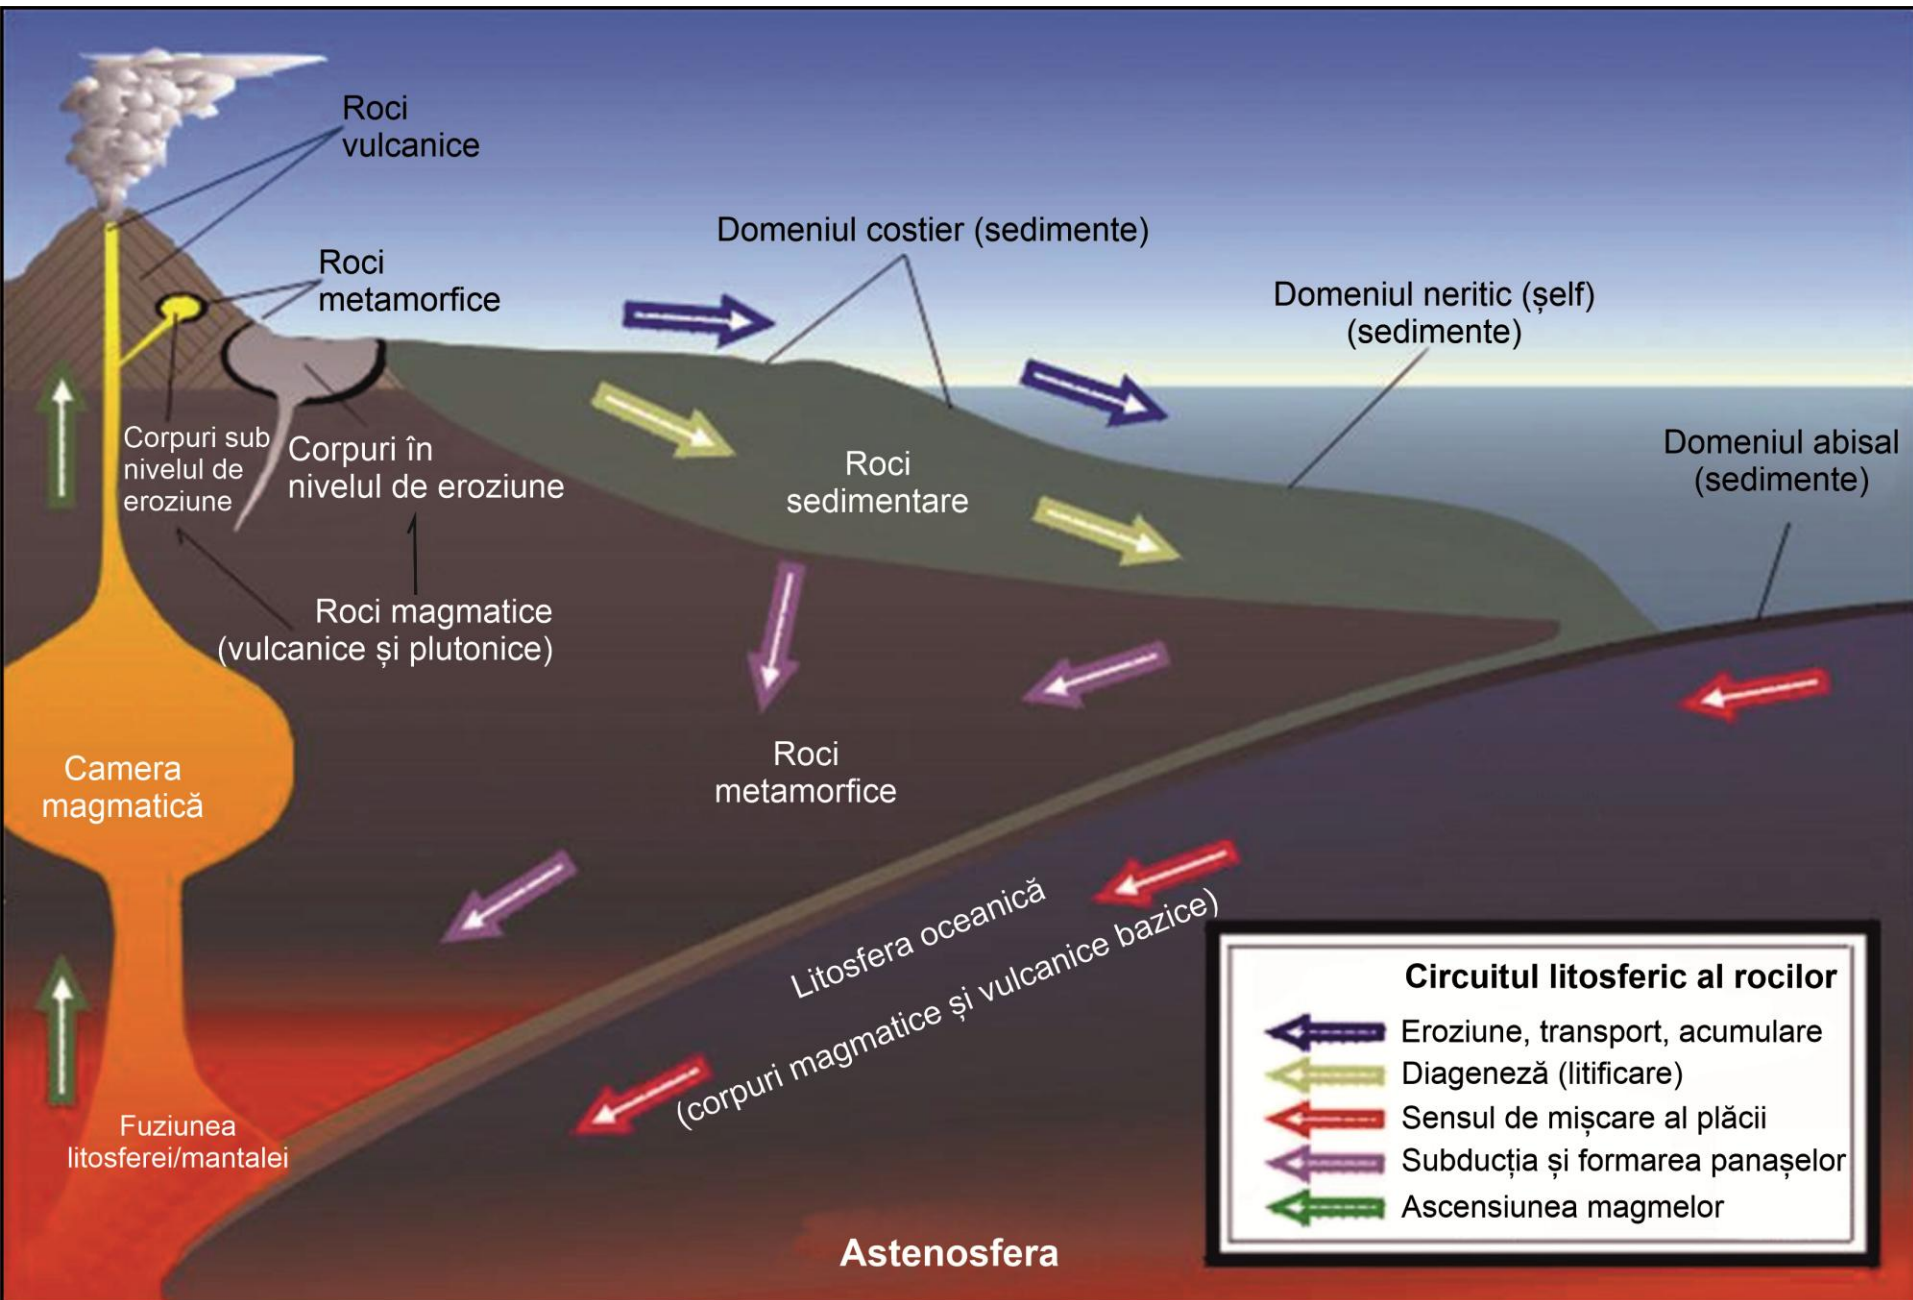 Roci
vulcanice
Roci
metamorfice
Domeniul costier (sedimente)
Domeniul neritic (șelf)
(sedimente)
Domeniul abisal
(sedimente)
Corpuri sub
nivelul de
eroziune
Corpuri în
nivelul de eroziune
Roci
sedimentare
Roci magmatice
(vulcanice și plutonice)
Camera
magmatică
Roci
metamorfice
Litosfera oceanică
(corpuri magmatice și vulcanice bazice)
Fuziunea
litosferei/mantalei
Astenosfera
Circuitul litosferic al rocilor
Eroziune, transport, acumulare
Diageneză (litificare)
Sensul de mișcare al plăcii
Subducția și formarea panașelor
Ascensiunea magmelor